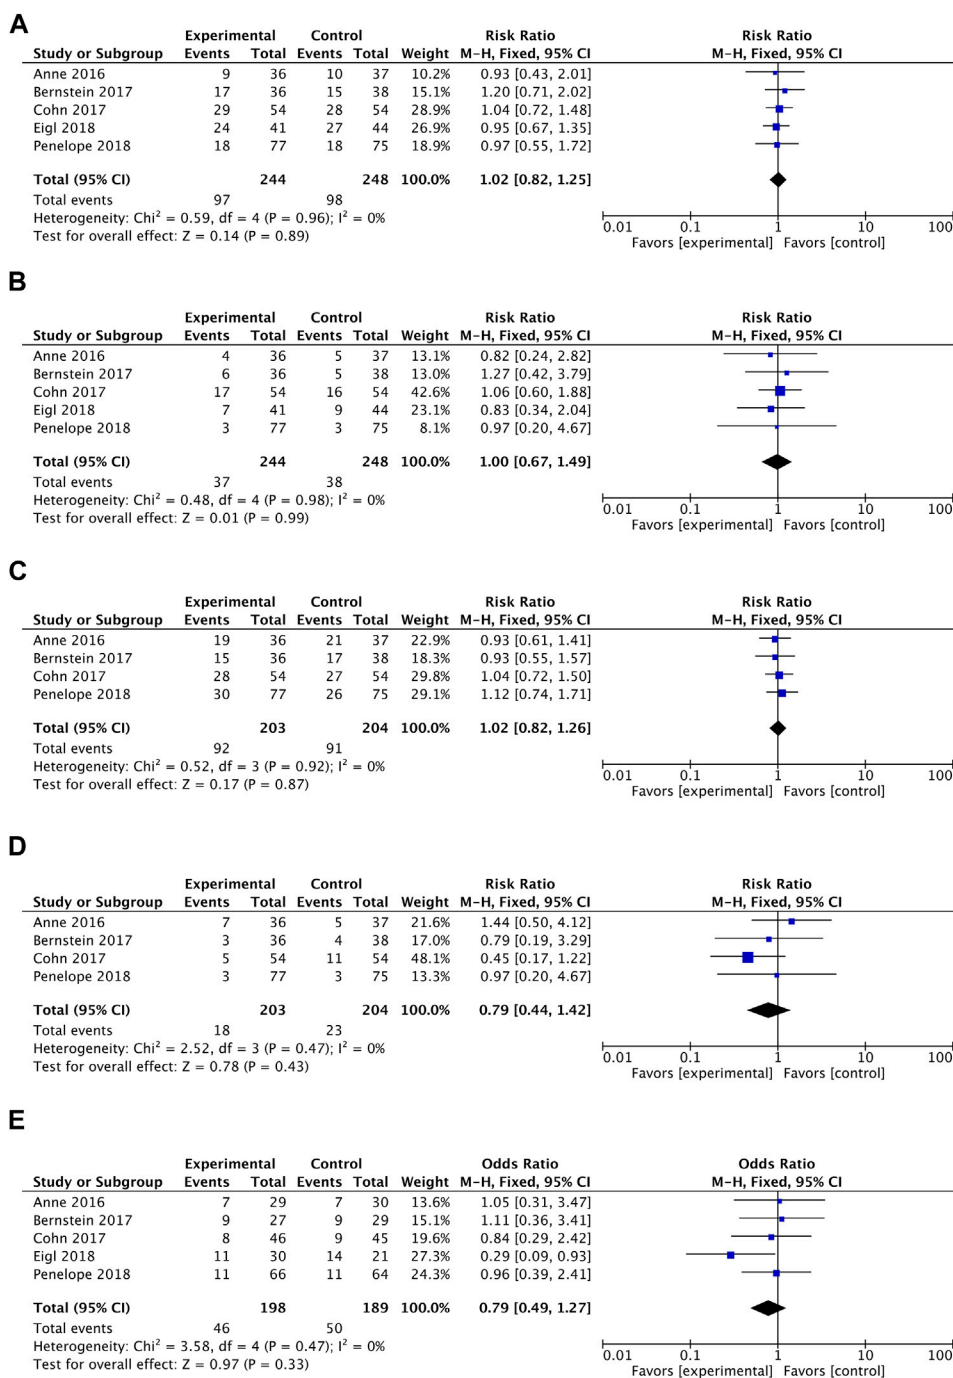 A
Experimental Control Risk Ratio Risk Ratio
Study or Subgroup Events Total Events Total Weight M-H, Fixed, 95% CI M-H, Fixed, 95% CI
Anne 2016 9 36 10 37 10.2% 0.93 [0.43, 2.01]
Bernstein 2017 17 36 15 38 15.1% 1.20 [0.71, 2.02]
Cohn 2017 29 54 28 54 28.9% 1.04 [0.72, 1.48]
Eigl 2018 24 41 27 44 26.9% 0.95 [0.67, 1.35]
Penelope 2018 18 77 18 75 18.9% 0.97 [0.55, 1.72]
Total (95% CI) 244 248 100.0% 1.02 [0.82, 1.25]
Total events 97 98
Heterogeneity: Chi² = 0.59, df = 4 (P = 0.96); I² = 0%
Test for overall effect: Z = 0.14 (P = 0.89)
0.01 0.1 1 10 100
Favors [experimental] Favors [control]
B
Experimental Control Risk Ratio Risk Ratio
Study or Subgroup Events Total Events Total Weight M-H, Fixed, 95% CI M-H, Fixed, 95% CI
Anne 2016 4 36 5 37 13.1% 0.82 [0.24, 2.82]
Bernstein 2017 6 36 5 38 13.0% 1.27 [0.42, 3.79]
Cohn 2017 17 54 16 54 42.6% 1.06 [0.60, 1.88]
Eigl 2018 7 41 9 44 23.1% 0.83 [0.34, 2.04]
Penelope 2018 3 77 3 75 8.1% 0.97 [0.20, 4.67]
Total (95% CI) 244 248 100.0% 1.00 [0.67, 1.49]
Total events 37 38
Heterogeneity: Chi² = 0.48, df = 4 (P = 0.98); I² = 0%
Test for overall effect: Z = 0.01 (P = 0.99)
0.01 0.1 1 10 100
Favors [experimental] Favors [control]
C
Experimental Control Risk Ratio Risk Ratio
Study or Subgroup Events Total Events Total Weight M-H, Fixed, 95% CI M-H, Fixed, 95% CI
Anne 2016 19 36 21 37 22.9% 0.93 [0.61, 1.41]
Bernstein 2017 15 36 17 38 18.3% 0.93 [0.55, 1.57]
Cohn 2017 28 54 27 54 29.8% 1.04 [0.72, 1.50]
Penelope 2018 30 77 26 75 29.1% 1.12 [0.74, 1.71]
Total (95% CI) 203 204 100.0% 1.02 [0.82, 1.26]
Total events 92 91
Heterogeneity: Chi² = 0.52, df = 3 (P = 0.92); I² = 0%
Test for overall effect: Z = 0.17 (P = 0.87)
0.01 0.1 1 10 100
Favors [experimental] Favors [control]
D
Experimental Control Risk Ratio Risk Ratio
Study or Subgroup Events Total Events Total Weight M-H, Fixed, 95% CI M-H, Fixed, 95% CI
Anne 2016 7 36 5 37 21.6% 1.44 [0.50, 4.12]
Bernstein 2017 3 36 4 38 17.0% 0.79 [0.19, 3.29]
Cohn 2017 5 54 11 54 48.1% 0.45 [0.17, 1.22]
Penelope 2018 3 77 3 75 13.3% 0.97 [0.20, 4.67]
Total (95% CI) 203 204 100.0% 0.79 [0.44, 1.42]
Total events 18 23
Heterogeneity: Chi² = 2.52, df = 3 (P = 0.47); I² = 0%
Test for overall effect: Z = 0.78 (P = 0.43)
0.01 0.1 1 10 100
Favors [experimental] Favors [control]
E
Experimental Control Odds Ratio Odds Ratio
Study or Subgroup Events Total Events Total Weight M-H, Fixed, 95% CI M-H, Fixed, 95% CI
Anne 2016 7 29 7 30 13.6% 1.05 [0.31, 3.47]
Bernstein 2017 9 27 9 29 15.1% 1.11 [0.36, 3.41]
Cohn 2017 8 46 9 45 19.6% 0.84 [0.29, 2.42]
Eigl 2018 11 30 14 21 27.3% 0.29 [0.09, 0.93]
Penelope 2018 11 66 11 64 24.3% 0.96 [0.39, 2.41]
Total (95% CI) 198 189 100.0% 0.79 [0.49, 1.27]
Total events 46 50
Heterogeneity: Chi² = 3.58, df = 4 (P = 0.47); I² = 0%
Test for overall effect: Z = 0.97 (P = 0.33)
0.01 0.1 1 10 100
Favors [experimental] Favors [control]